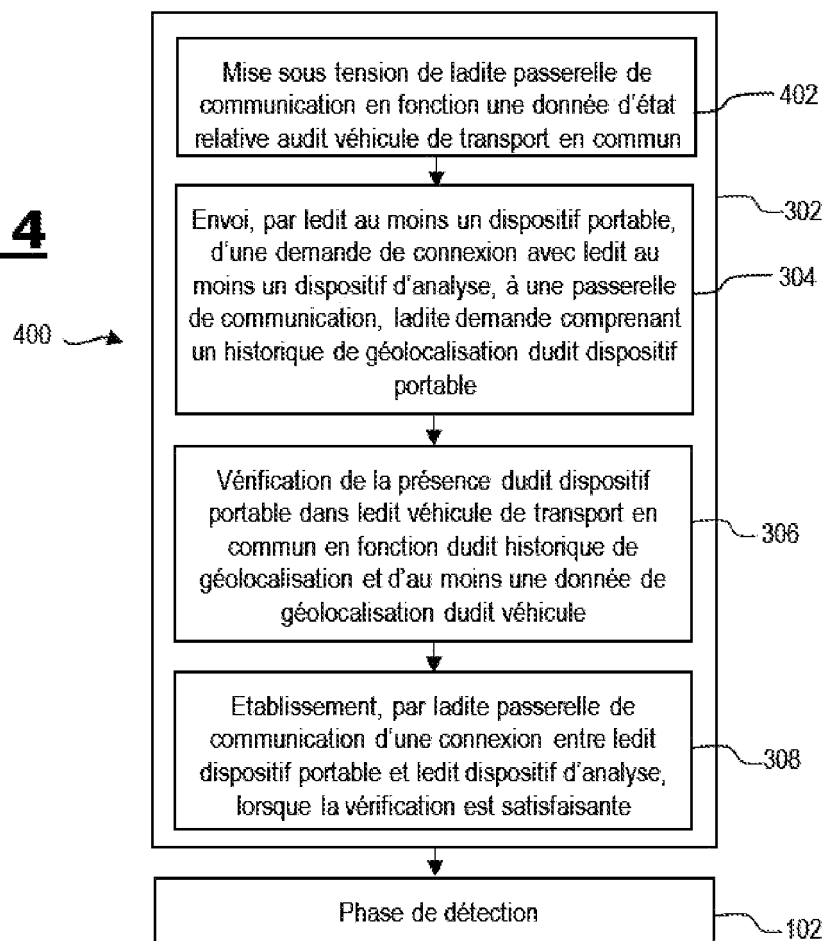 Mise sous tension de ladite passerelle de
communication en fonction une donnée d'état
relative audit véhicule de transport en commun
402
302
4
Envoi, par ledit au moins un dispositif portable,
d'une demande de connexion avec ledit au
moins un dispositif d'analyse, à une passerelle
de communication, ladite demande comprenant
un historique de géolocalisation dudit dispositif
portable
304
400
Vérification de la présence dudit dispositif
portable dans ledit véhicule de transport en
commun en fonction dudit historique de
géolocalisation et d'au moins une donnée de
géolocalisation dudit véhicule
306
Etablissement, par ladite passerelle de
communication d'une connexion entre ledit
dispositif portable et ledit dispositif d'analyse,
lorsque la vérification est satisfaisante
308
Phase de détection
102